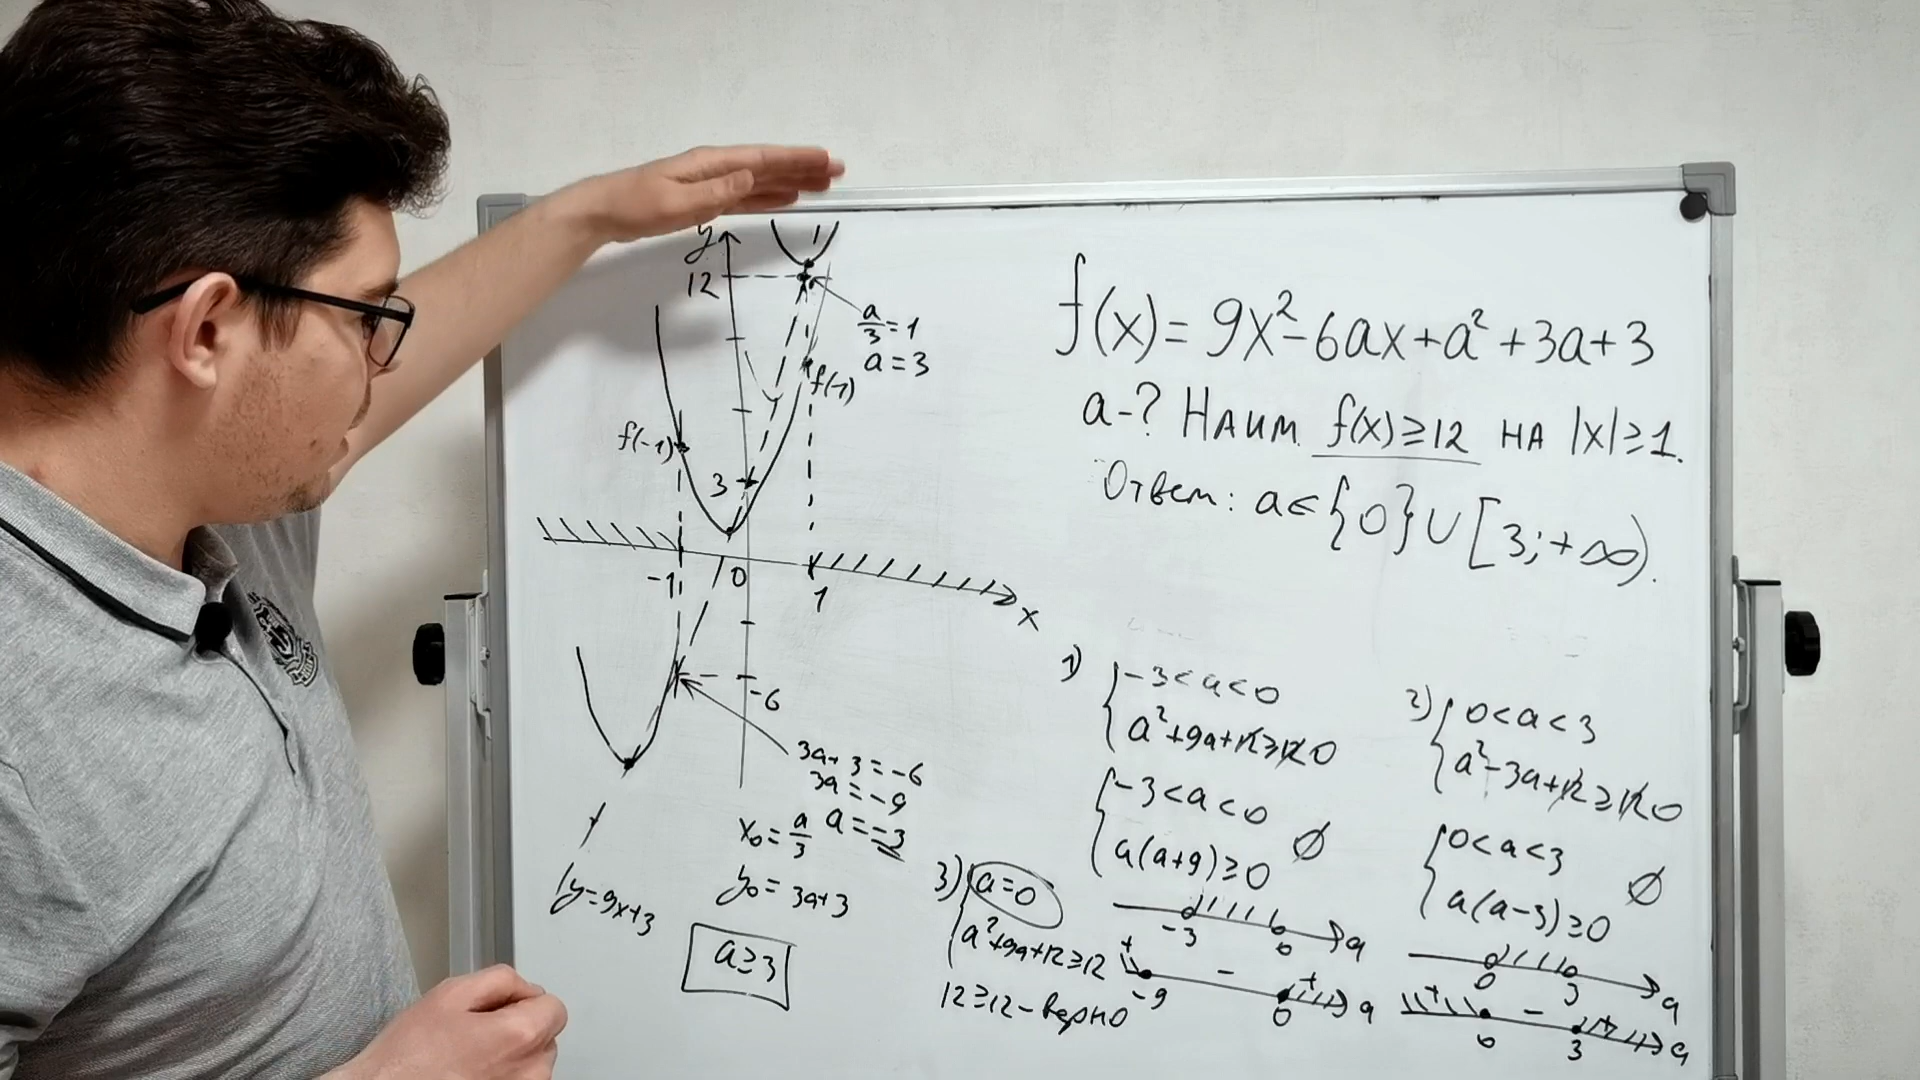 y
12
1
a/3=1
a=3
f(-1)
f(1)
3
-1
0
1
x
-6
3a+3=-6
3a=-9
a=-3
x₀=a/3
y₀=3a+3
y=9x+3
a≥3
f(x)=9x²-6ax+a²+3a+3
a-? Наим f(x)≥12 на |x|≥1.
Ответ: a∈{0}∪[3;+∞).
1) -3<a<0
a²+9a+12≥12 0
-3<a<0
a(a+9)≥0 ∅
-3 0 a
+ - +
-9 0 a
2) 0<a<3
a²-3a+12≥12 0
0<a<3
a(a-3)≥0 ∅
0 3 a
+ - +
0 3 a
3) a=0
a²+9a+12≥12
12≥12-верно